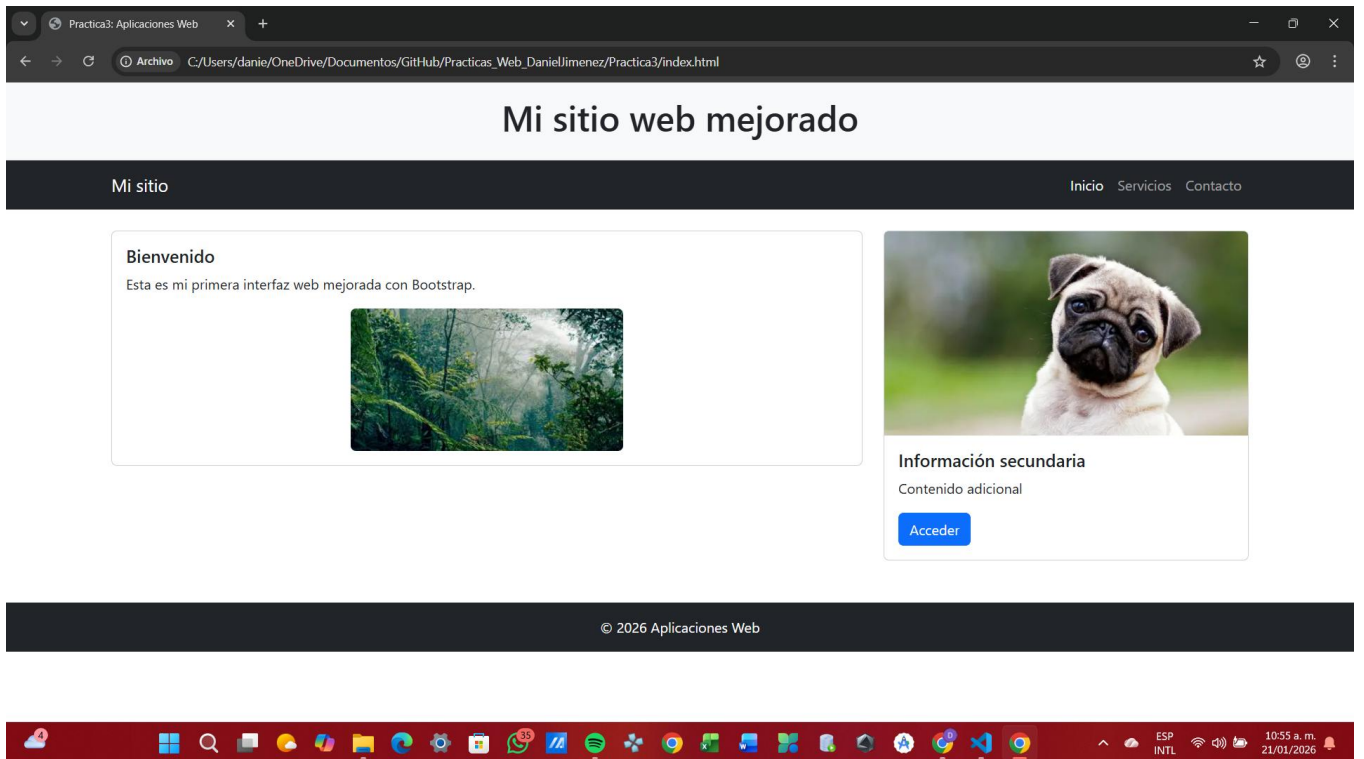 Practica3: Aplicaciones Web
Archivo C:/Users/danie/OneDrive/Documentos/GitHub/Practicas_Web_DanielJimenez/Practica3/index.html
Mi sitio web mejorado
Mi sitio Inicio Servicios Contacto
Bienvenido
Esta es mi primera interfaz web mejorada con Bootstrap.
Información secundaria
Contenido adicional
Acceder
© 2026 Aplicaciones Web
4
35
ESP
INTL
10:55 a. m.
21/01/2026